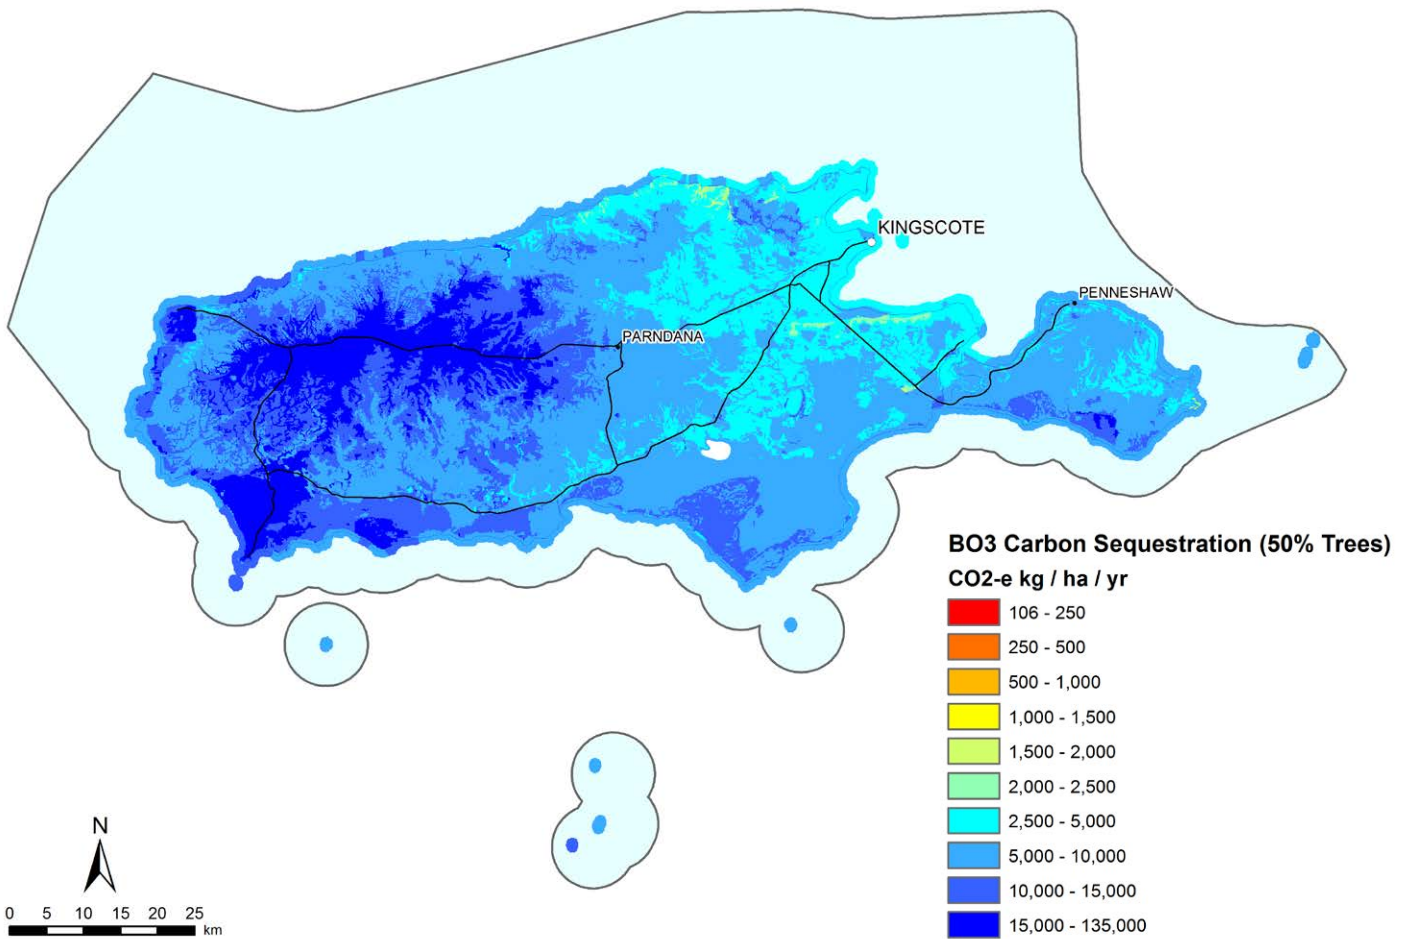 KINGSCOTE
PENNESHAW
PARNDANA
BO3 Carbon Sequestration (50% Trees)
CO2-e kg / ha / yr
106 - 250
250 - 500
500 - 1,000
1,000 - 1,500
1,500 - 2,000
2,000 - 2,500
2,500 - 5,000
5,000 - 10,000
10,000 - 15,000
15,000 - 135,000
N
0 5 10 15 20 25
km